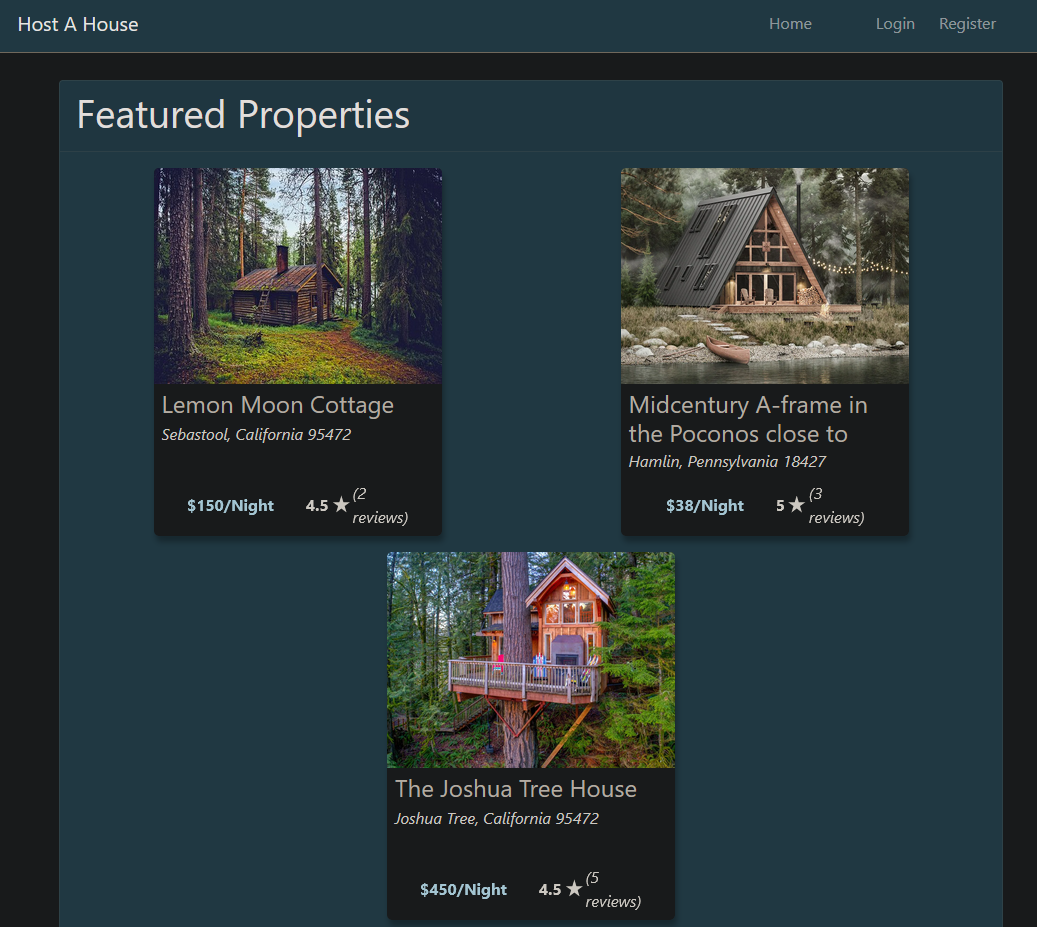 Host A House
Home Login Register
Featured Properties
Lemon Moon Cottage
Sebastool, California 95472
$150/Night 4.5 ★ (2
reviews)
Midcentury A-frame in
the Poconos close to
Hamlin, Pennsylvania 18427
$38/Night 5 ★ (3
reviews)
The Joshua Tree House
Joshua Tree, California 95472
$450/Night 4.5 ★ (5
reviews)